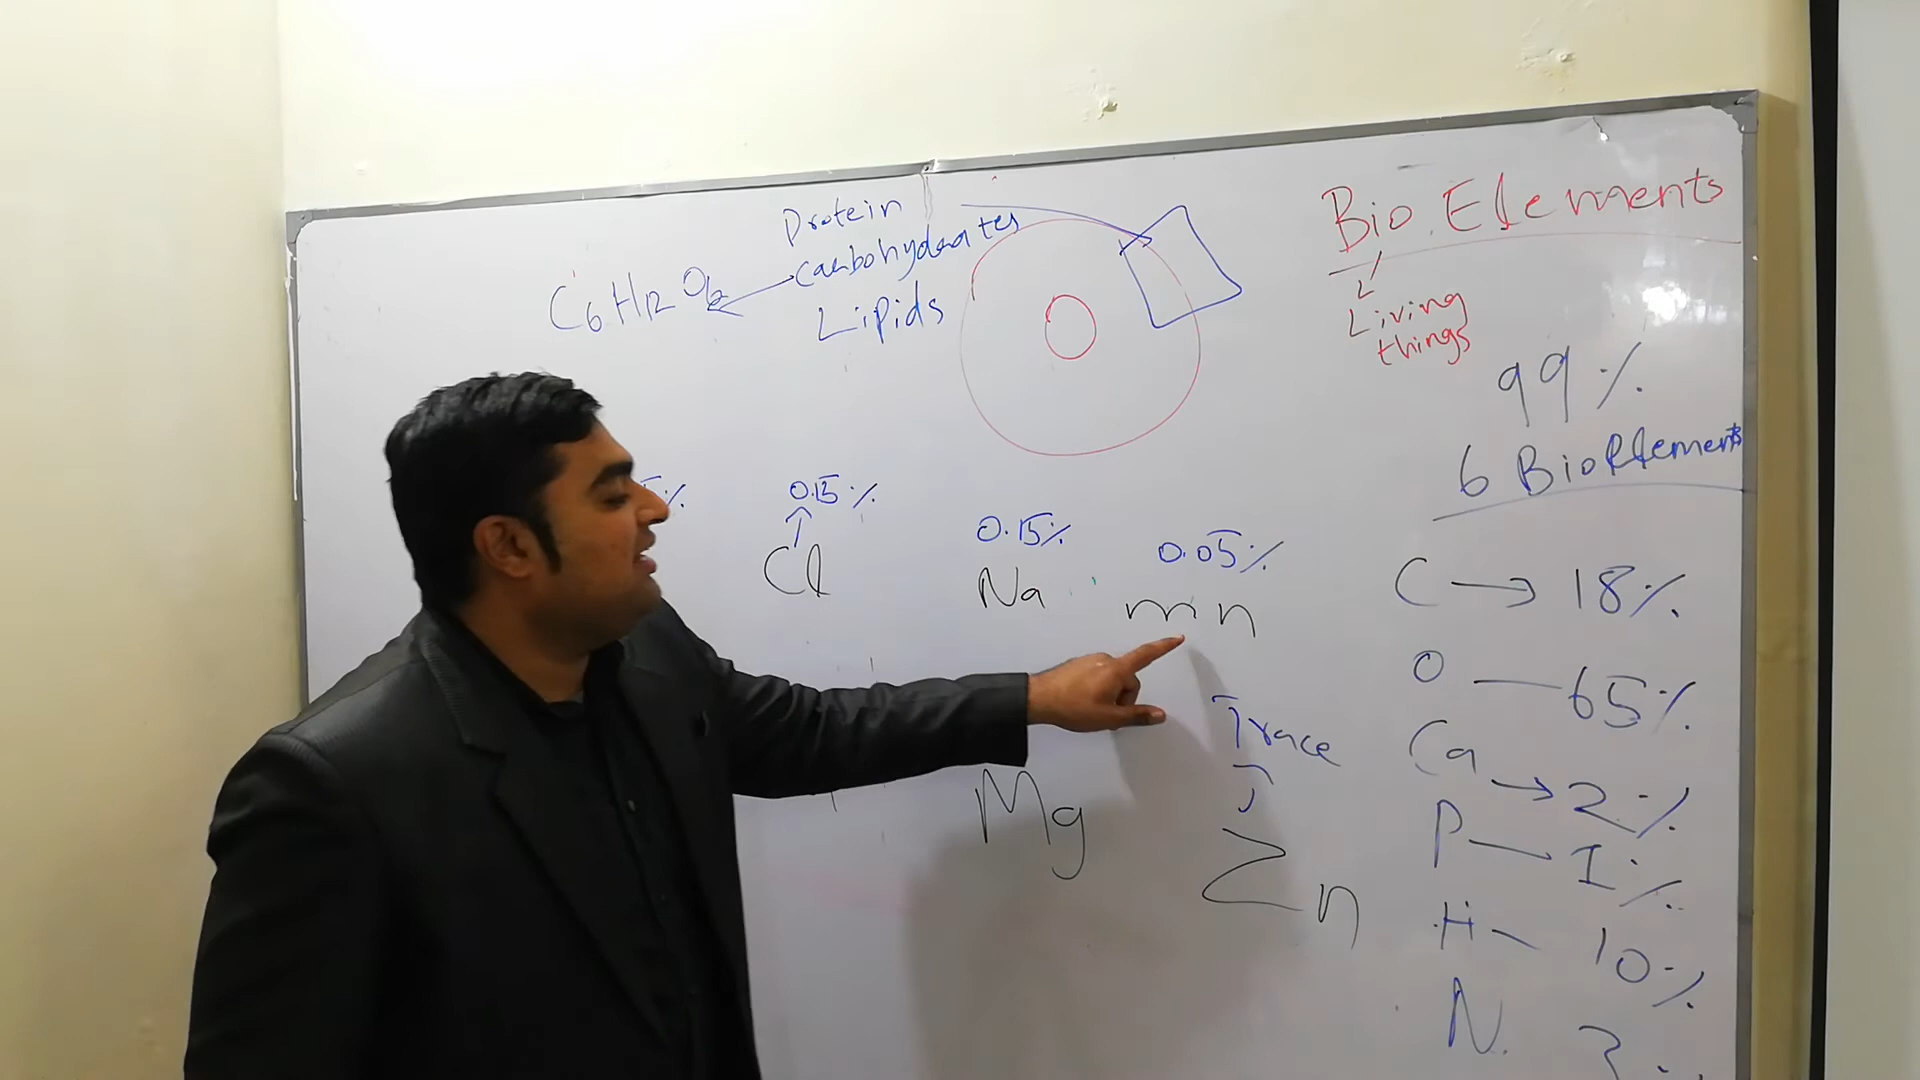 Protein
Carbohydrates
Lipids
C6H12O6
Bio Elements
Living
things
99%
6 BioElements
0.15%
Cl
0.15%
Na
0.05%
mn
Trace
Mg
Zn
C → 18%
O — 65%
Ca → 2%
P — 1%
H — 10%
N